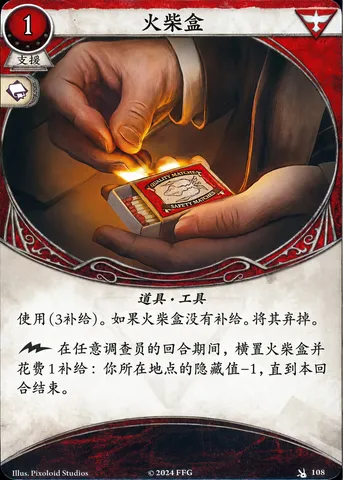 1
火柴盒
支援
QUALITY MATCHES
SAFETY MATCHES
道具·工具
使用(3补给)。如果火柴盒没有补给。将其弃掉。
在任意调查员的回合期间，横置火柴盒并
花费1补给：你所在地点的隐藏值-1，直到本回
合结束。
Illus. Pixoloid Studios
© 2024 FFG
108